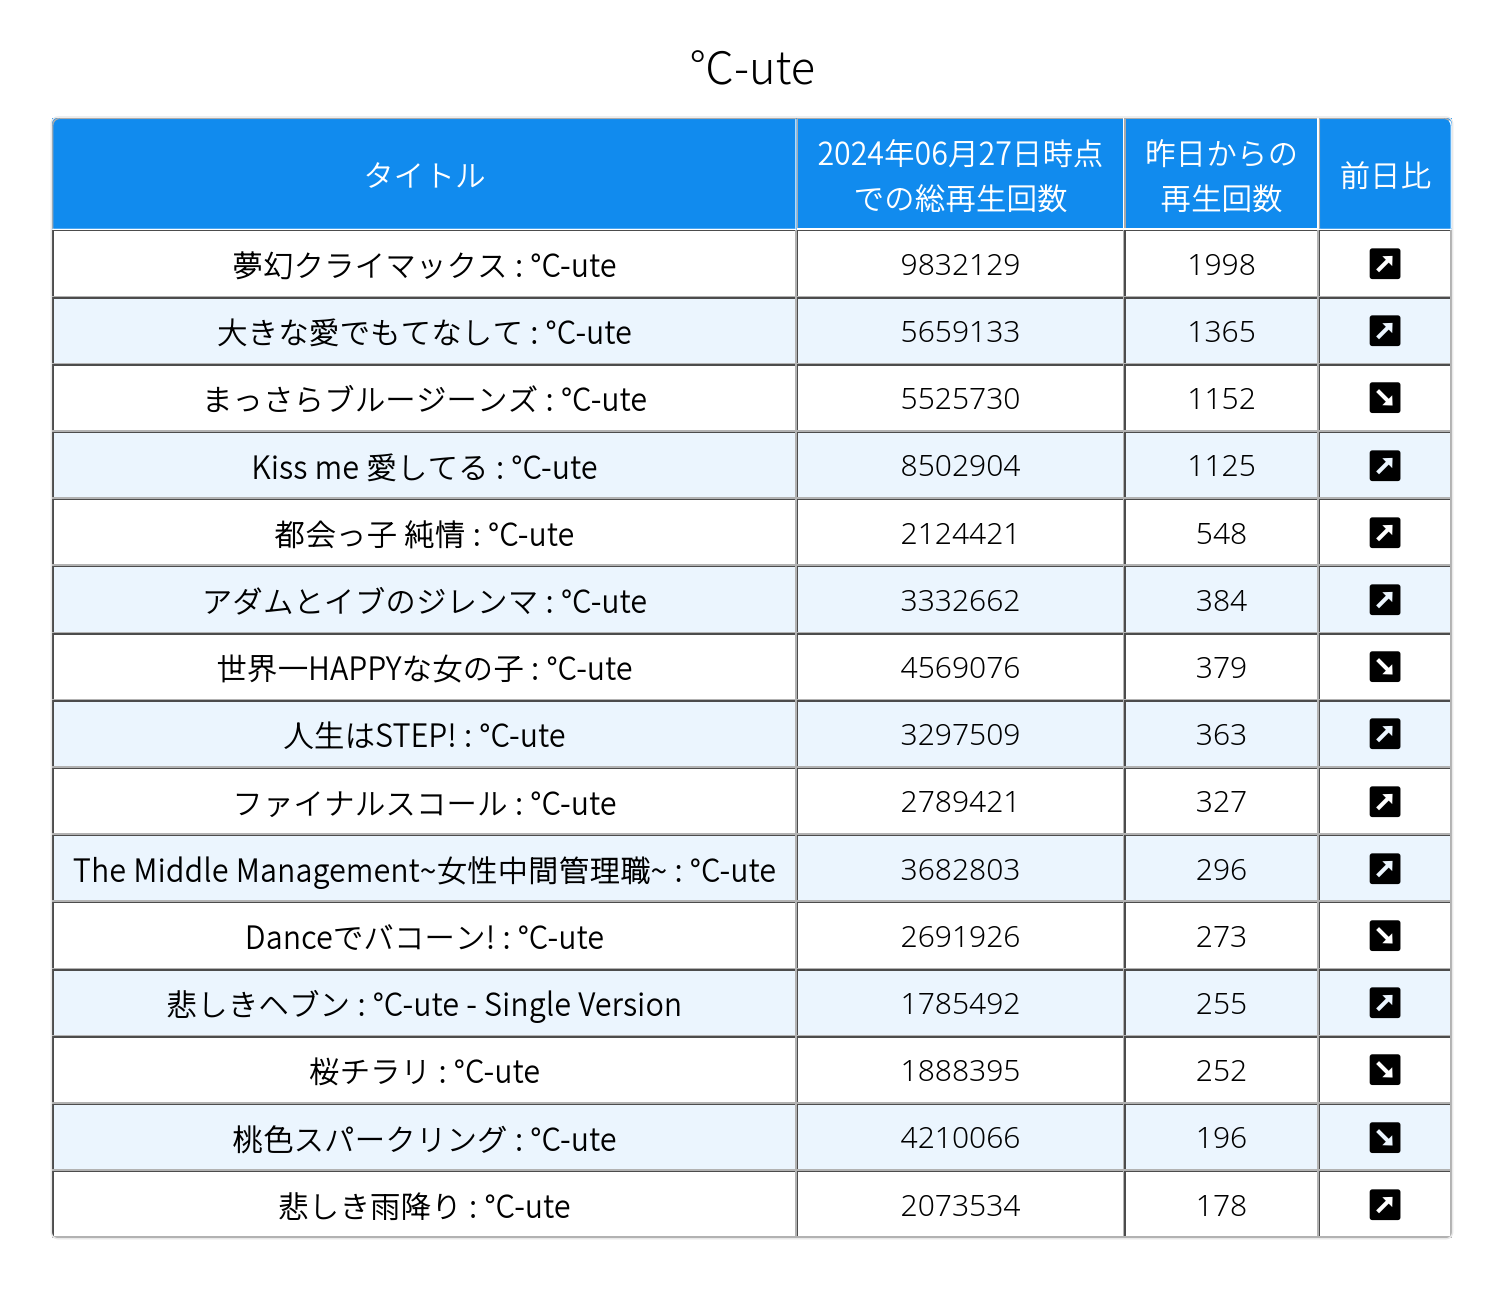 ℃-ute
タイトル
2024年06月27日時点
での総再生回数
昨日からの
再生回数
前日比
夢幻クライマックス : ℃-ute 9832129 1998 ↗
大きな愛でもてなして : ℃-ute 5659133 1365 ↗
まっさらブルージーンズ : ℃-ute 5525730 1152 ↘
Kiss me 愛してる : ℃-ute 8502904 1125 ↗
都会っ子 純情 : ℃-ute 2124421 548 ↗
アダムとイブのジレンマ : ℃-ute 3332662 384 ↗
世界一HAPPYな女の子 : ℃-ute 4569076 379 ↘
人生はSTEP! : ℃-ute 3297509 363 ↗
ファイナルスコール : ℃-ute 2789421 327 ↗
The Middle Management~女性中間管理職~ : ℃-ute 3682803 296 ↗
Danceでバコーン! : ℃-ute 2691926 273 ↘
悲しきヘブン : ℃-ute - Single Version 1785492 255 ↗
桜チラリ : ℃-ute 1888395 252 ↘
桃色スパークリング : ℃-ute 4210066 196 ↘
悲しき雨降り : ℃-ute 2073534 178 ↗